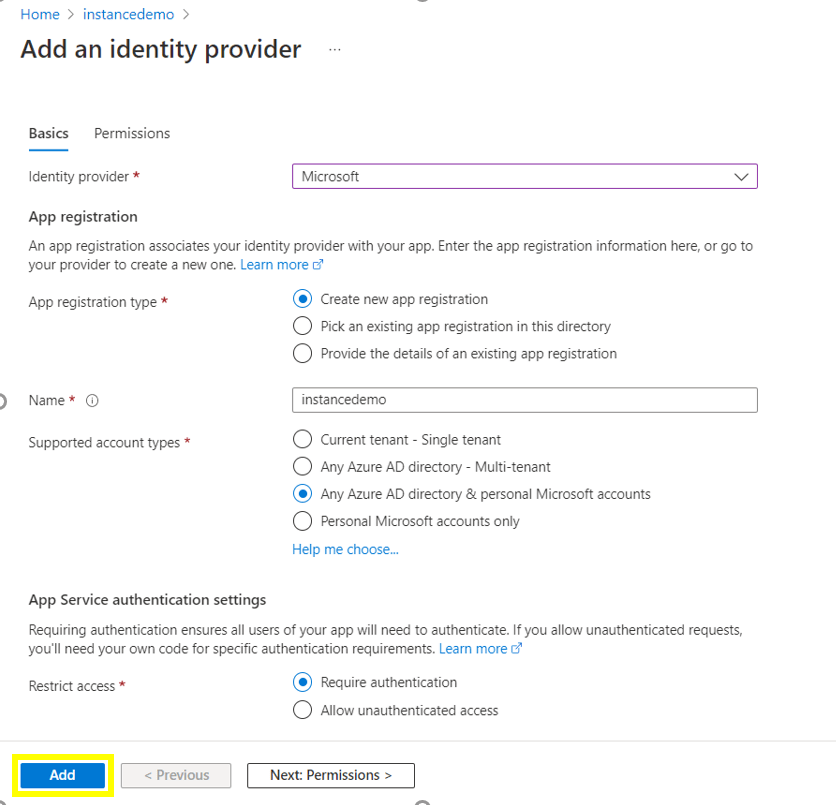 Home > instancedemo >
Add an identity provider ...
Basics Permissions
Identity provider * Microsoft
App registration
An app registration associates your identity provider with your app. Enter the app registration information here, or go to
your provider to create a new one. Learn more
App registration type * Create new app registration
Pick an existing app registration in this directory
Provide the details of an existing app registration
Name * instancedemo
Supported account types * Current tenant - Single tenant
Any Azure AD directory - Multi-tenant
Any Azure AD directory & personal Microsoft accounts
Personal Microsoft accounts only
Help me choose...
App Service authentication settings
Requiring authentication ensures all users of your app will need to authenticate. If you allow unauthenticated requests,
you'll need your own code for specific authentication requirements. Learn more
Restrict access * Require authentication
Allow unauthenticated access
Add < Previous Next: Permissions >